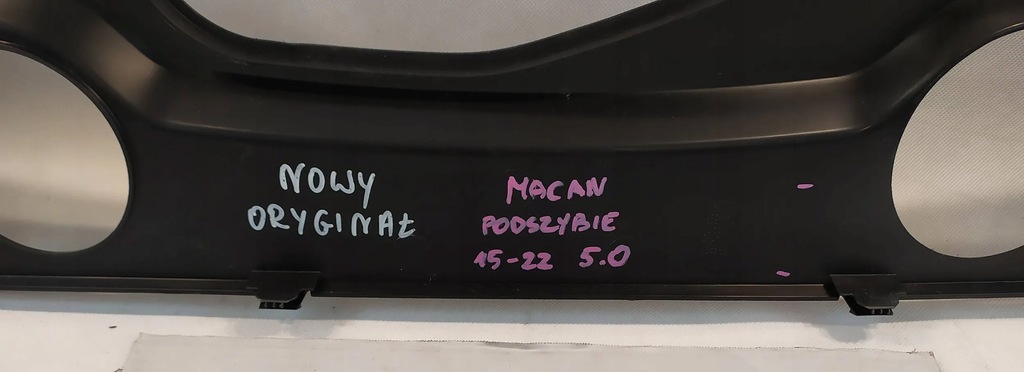 NOWY
ORYGINAŁ
MACAN
PODSZYBIE
15-22 5.0